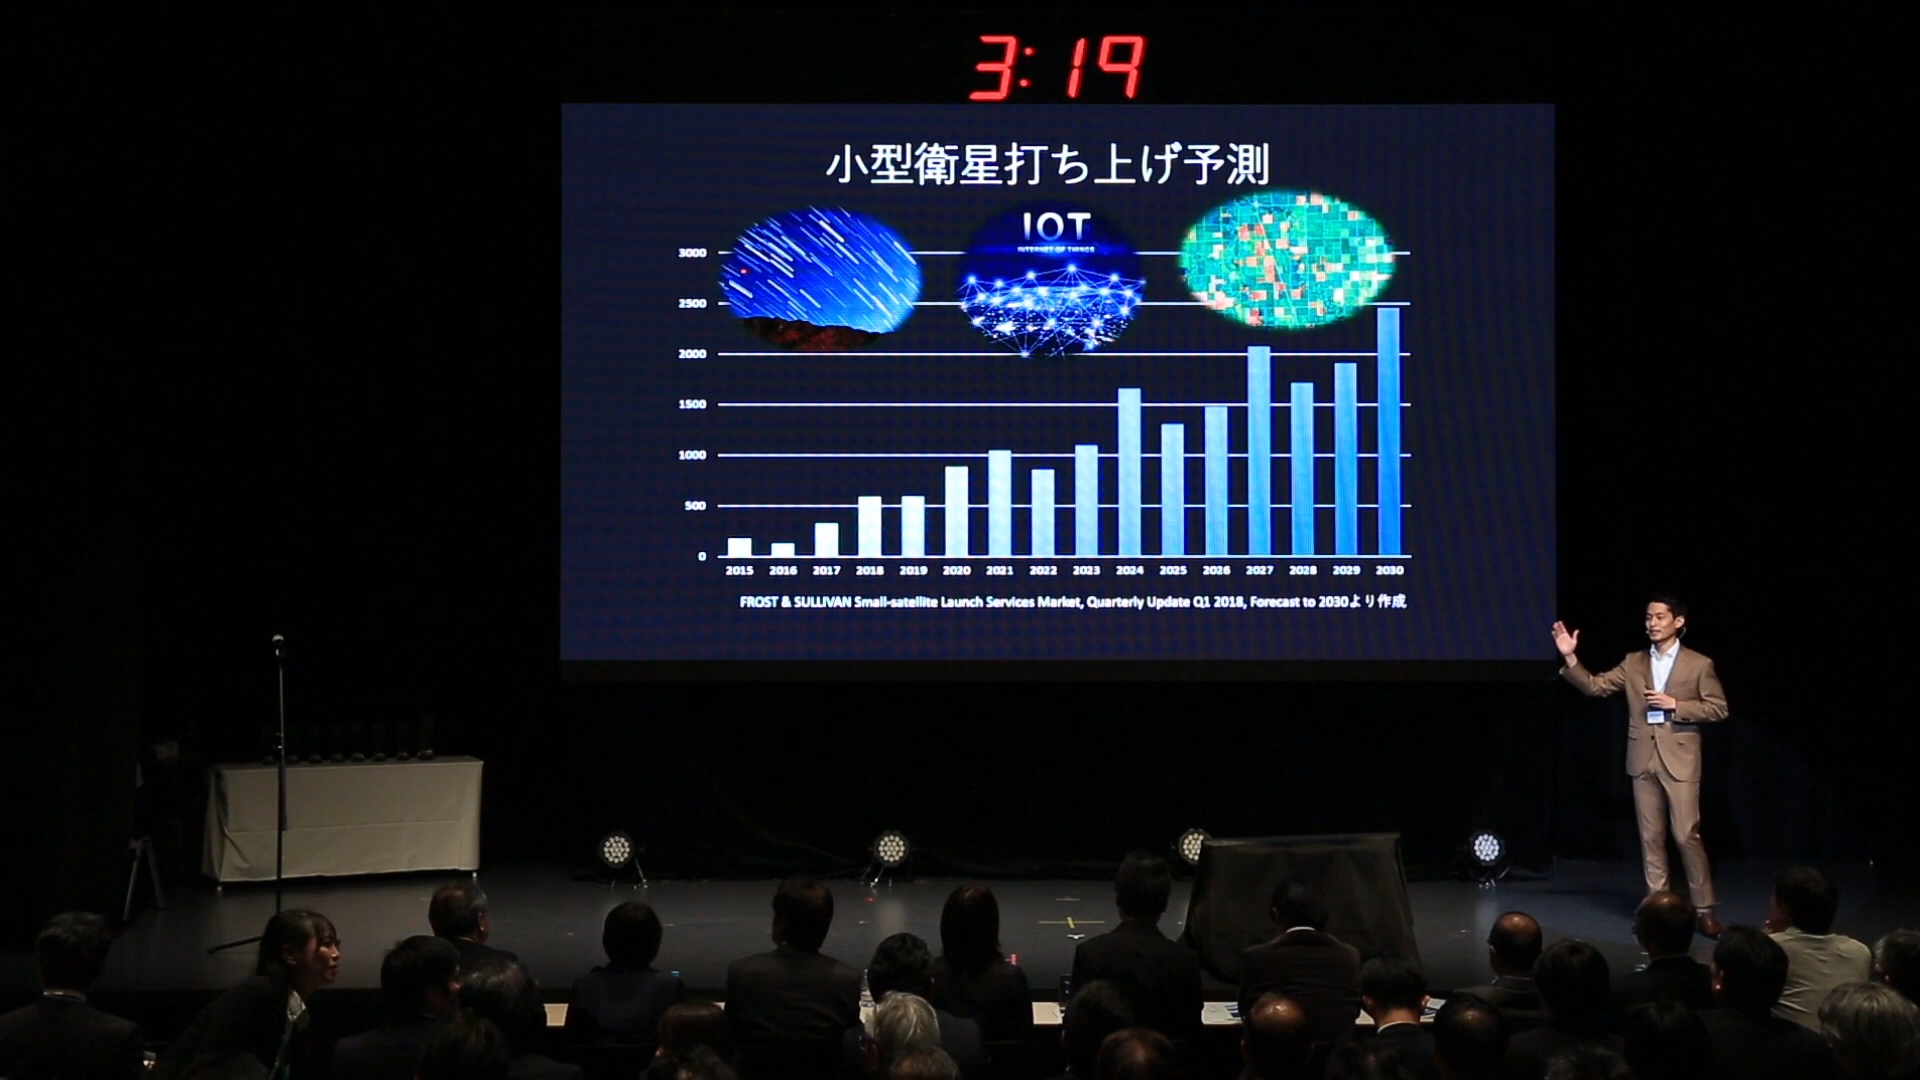 3:19
小型衛星打ち上げ予測
IOT
INTERNET OF THINGS
3000
2500
2000
1500
1000
500
0
2015 2016 2017 2018 2019 2020 2021 2022 2023 2024 2025 2026 2027 2028 2029 2030
FROST & SULLIVAN Small-satellite Launch Services Market, Quarterly Update Q1 2018, Forecast to 2030より作成